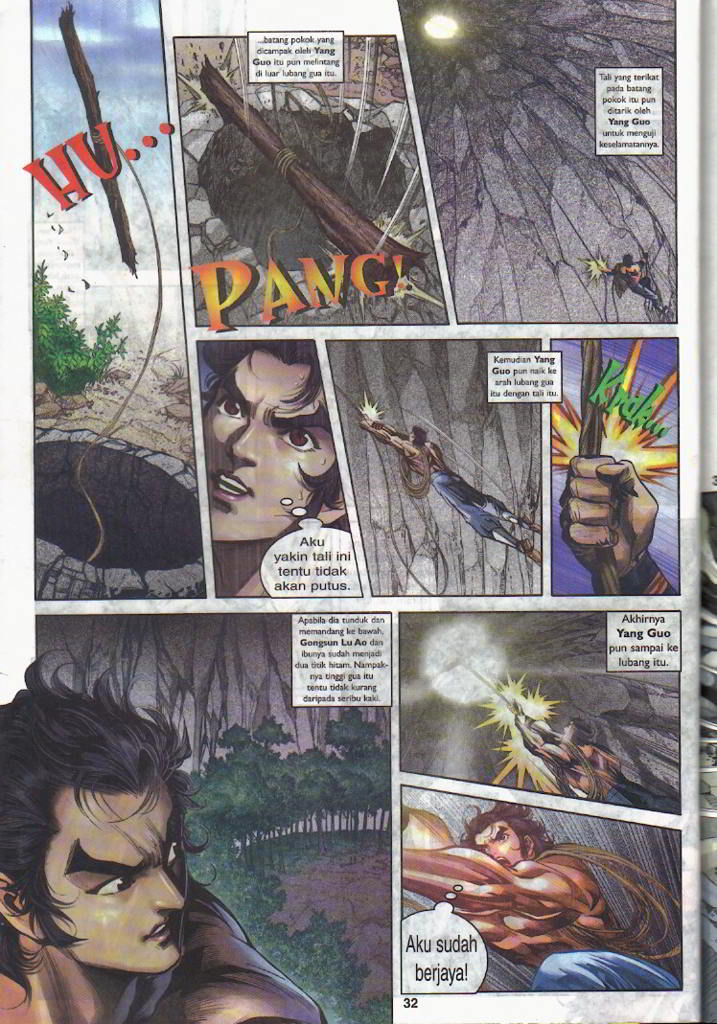 HU...
...batang pokok yang
dicampak oleh Yang
Guo itu pun melintang
di luar lubang gua itu.
PANG!
Tali yang terikat
pada batang
pokok itu pun
ditarik oleh
Yang Guo
untuk menguji
keselamatannya.
Aku
yakin tali ini
tentu tidak
akan putus.
Kemudian Yang
Guo pun naik ke
arah lubang gua
itu dengan tali itu.
Apabila dia tunduk dan
memandang ke bawah,
Gongsun Lu Ao dan
ibunya sudah menjadi
dua titik hitam. Nampak-
nya tinggi gua itu
tentu tidak kurang
daripada seribu kaki.
Akhirnya
Yang Guo
pun sampai ke
lubang itu.
Aku sudah
berjaya!
32